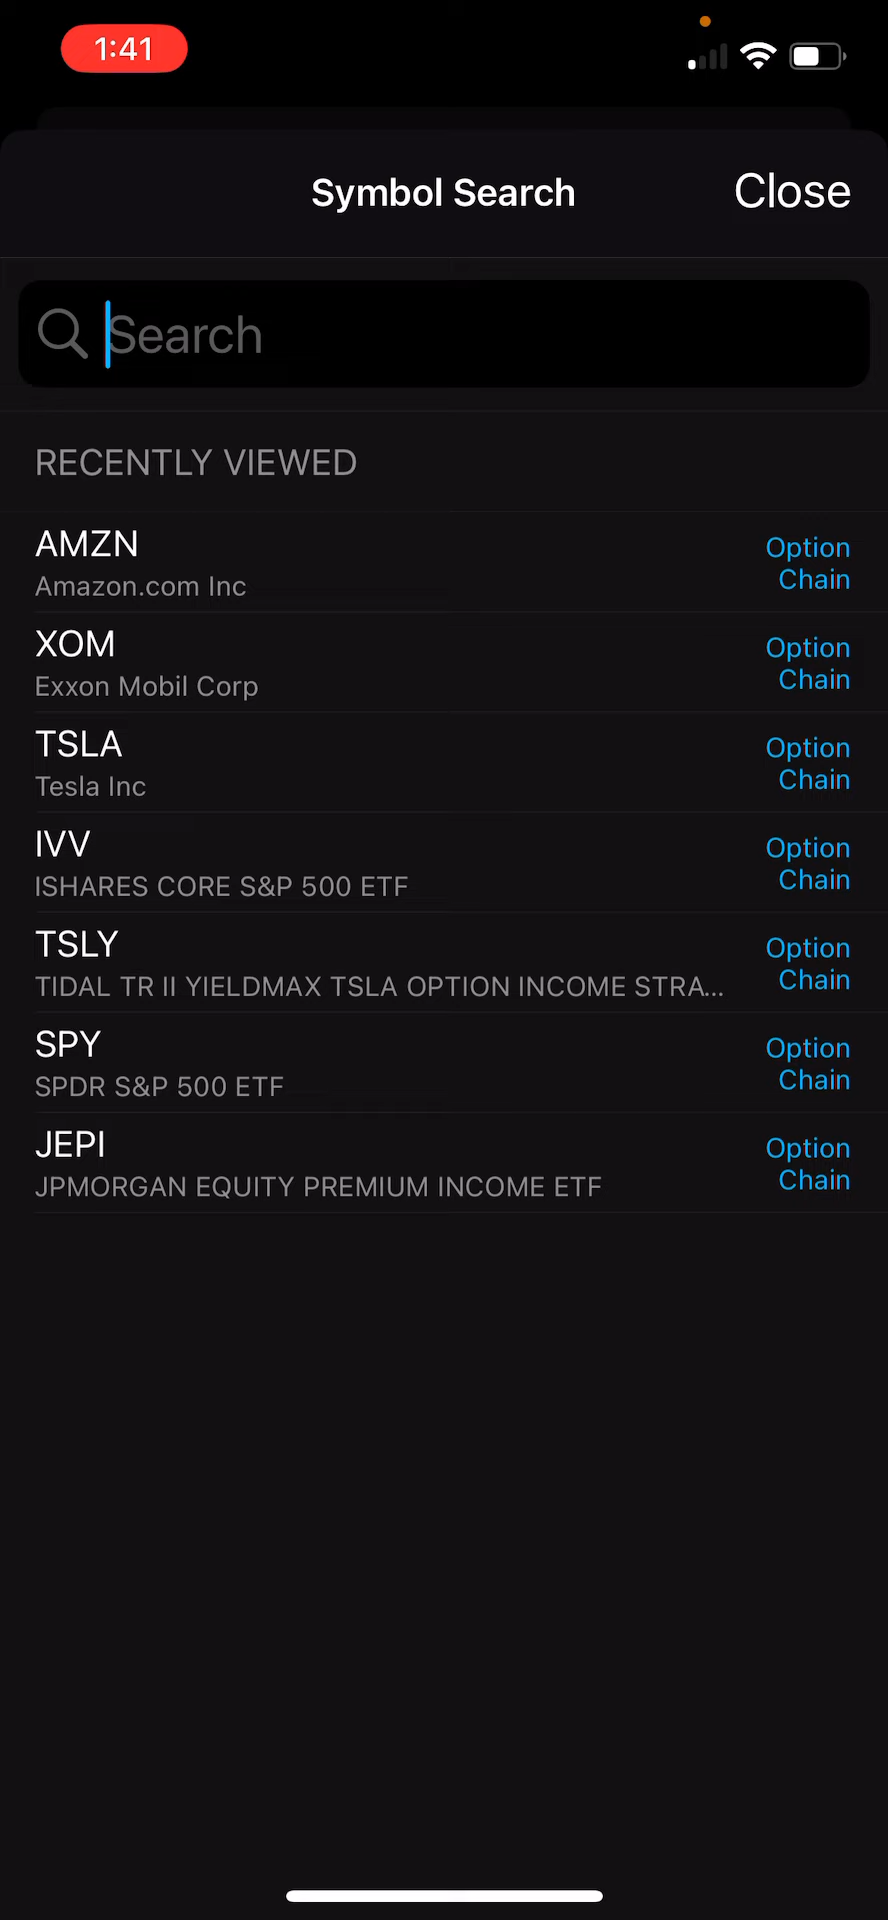 1:41
Symbol Search
Close
Search
RECENTLY VIEWED
AMZN
Amazon.com Inc
Option
Chain
XOM
Exxon Mobil Corp
Option
Chain
TSLA
Tesla Inc
Option
Chain
IVV
ISHARES CORE S&P 500 ETF
Option
Chain
TSLY
TIDAL TR II YIELDMAX TSLA OPTION INCOME STRA...
Option
Chain
SPY
SPDR S&P 500 ETF
Option
Chain
JEPI
JPMORGAN EQUITY PREMIUM INCOME ETF
Option
Chain